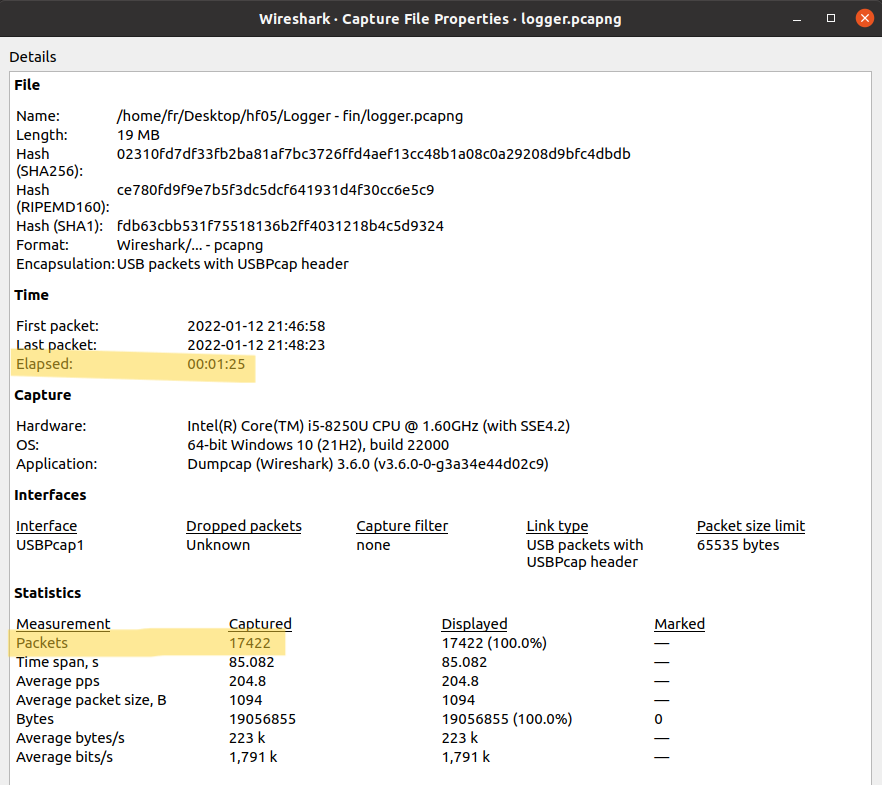 Wireshark · Capture File Properties · logger.pcapng
Details
File
Name: /home/fr/Desktop/hf05/Logger - fin/logger.pcapng
Length: 19 MB
Hash (SHA256): 02310fd7df33fb2ba81af7bc3726ffd4aef13cc48b1a08c0a29208d9bfc4dbdb
Hash (RIPEMD160): ce780fd9f9e7b5f3dc5dcf641931d4f30cc6e5c9
Hash (SHA1): fdb63cbb531f75518136b2ff4031218b4c5d9324
Format: Wireshark/... - pcapng
Encapsulation: USB packets with USBPcap header
Time
First packet: 2022-01-12 21:46:58
Last packet: 2022-01-12 21:48:23
Elapsed: 00:01:25
Capture
Hardware: Intel(R) Core(TM) i5-8250U CPU @ 1.60GHz (with SSE4.2)
OS: 64-bit Windows 10 (21H2), build 22000
Application: Dumpcap (Wireshark) 3.6.0 (v3.6.0-0-g3a34e44d02c9)
Interfaces
Interface Dropped packets Capture filter Link type Packet size limit
USBPcap1 Unknown none USB packets with USBPcap header 65535 bytes
Statistics
Measurement Captured Displayed Marked
Packets 17422 17422 (100.0%) —
Time span, s 85.082 85.082 —
Average pps 204.8 204.8 —
Average packet size, B 1094 1094 —
Bytes 19056855 19056855 (100.0%) 0
Average bytes/s 223 k 223 k —
Average bits/s 1,791 k 1,791 k —